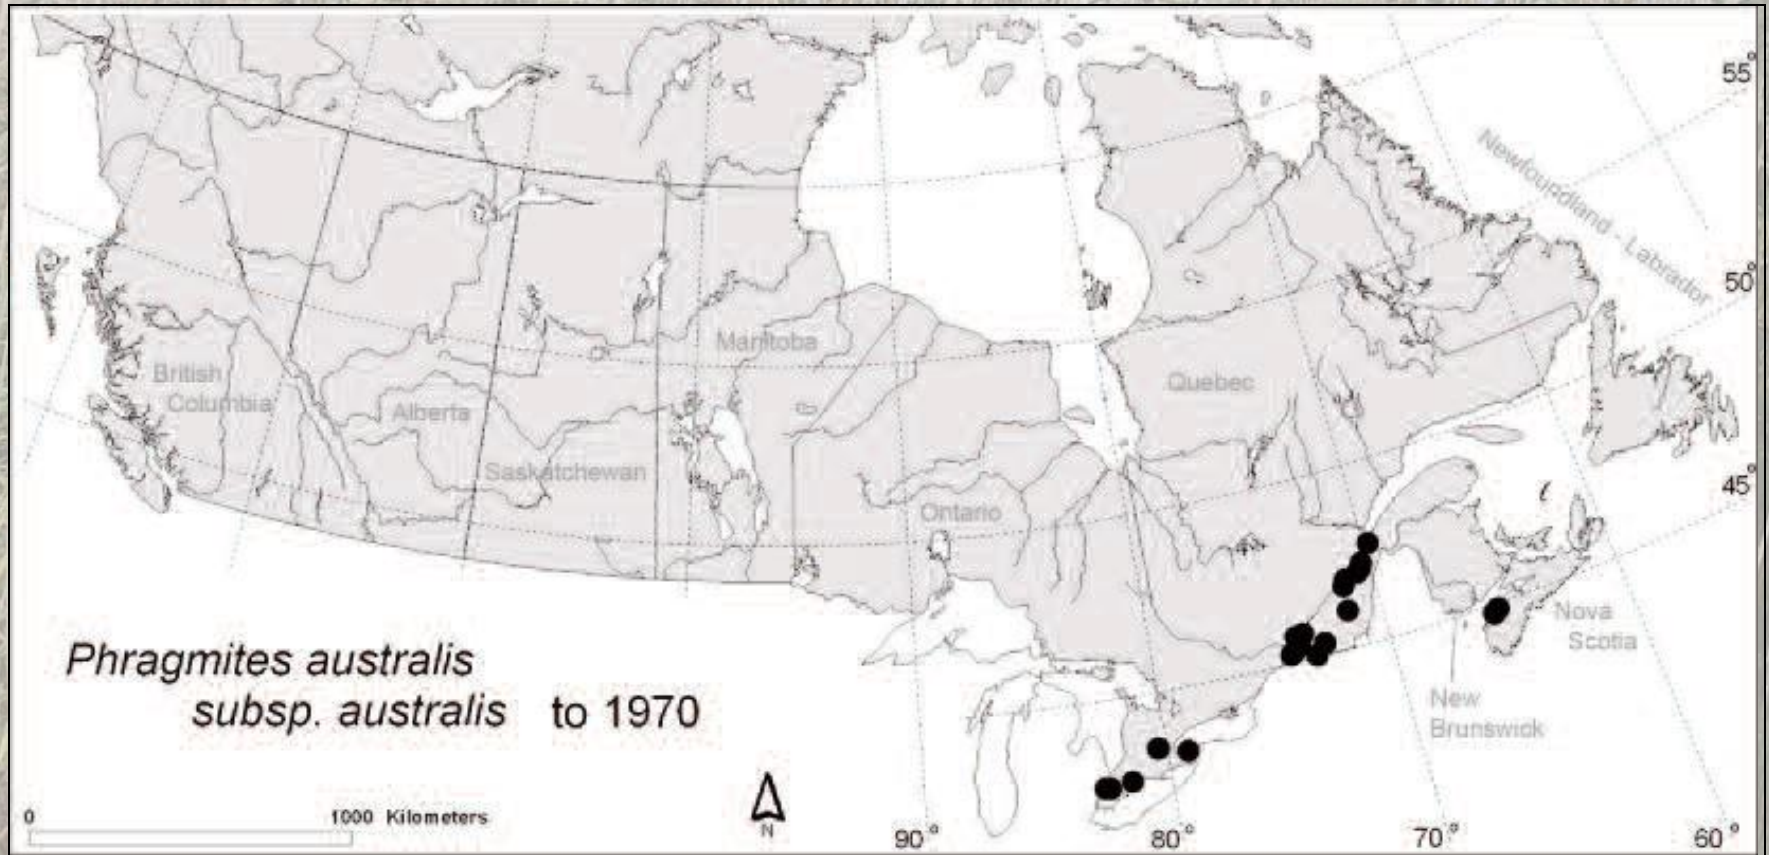 55°
Newfoundland - Labrador
50°
Manitoba
British
Columbia
Quebec
Alberta
45°
Saskatchewan
Ontario
Nova
Scotia
Phragmites australis
subsp. australis to 1970
New
Brunswick
0 1000 Kilometers
N
90° 80° 70° 60°